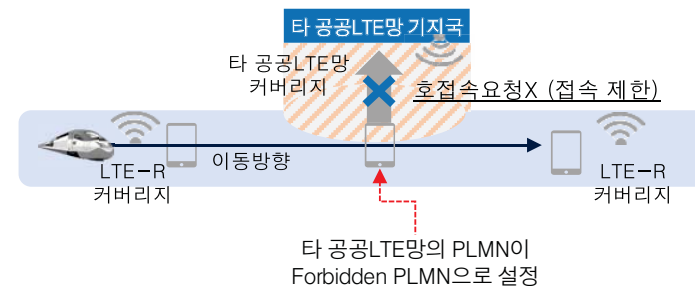 타 공공LTE망 기지국
타 공공LTE망
커버리지
호접속요청X (접속 제한)
이동방향
LTE-R
커버리지
LTE-R
커버리지
타 공공LTE망의 PLMN이
Forbidden PLMN으로 설정